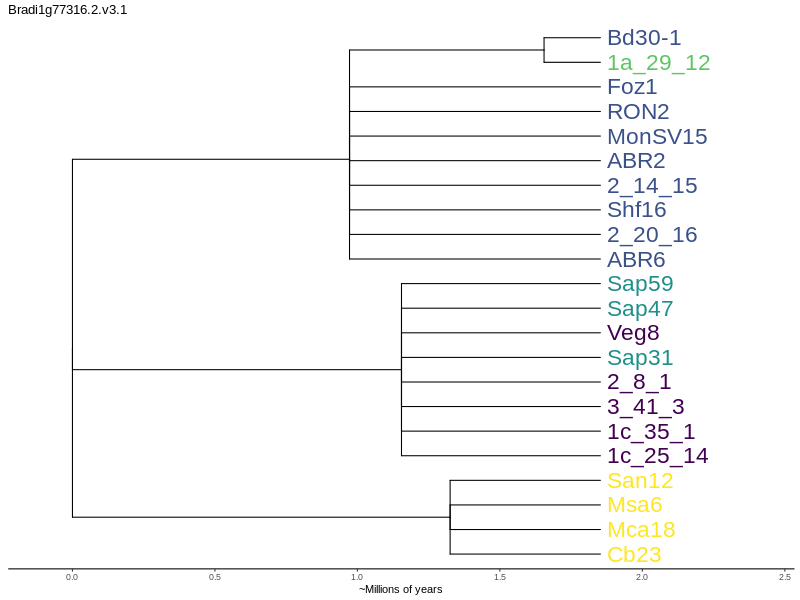 Bradi1g77316.2.v3.1
Bd30-1
1a_29_12
Foz1
RON2
MonSV15
ABR2
2_14_15
Shf16
2_20_16
ABR6
Sap59
Sap47
Veg8
Sap31
2_8_1
3_41_3
1c_35_1
1c_25_14
San12
Msa6
Mca18
Cb23
0.0 0.5 1.0 1.5 2.0 2.5
~Millions of years